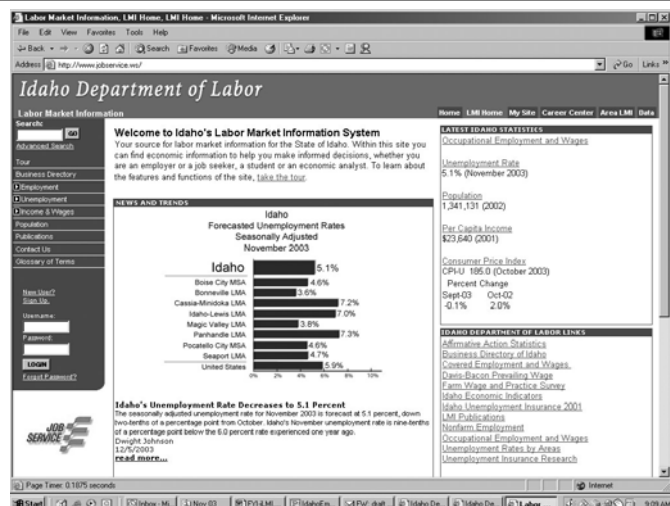 Labor Market Information, LMI Home, LMI Home - Microsoft Internet Explorer
File Edit View Favorites Tools Help
Back Search Favorites Media
Address http://www.jobservice.ws/ Go Links »
Idaho Department of Labor
Labor Market Information
Home LMI Home My Site Career Center Area LMI Data
Search:
GO
Advanced Search
Tour
Business Directory
Employment
Unemployment
Income & Wages
Population
Publications
Contact Us
Glossary of Terms
New User?
Sign Up.
Username:
Password:
LOGIN
Forgot Password?
JOB
SERVICE
Welcome to Idaho's Labor Market Information System
Your source for labor market information for the State of Idaho. Within this site you
can find economic information to help you make informed decisions, whether you
are an employer or a job seeker, a student or an economic analyst. To learn about
the features and functions of the site, take the tour.
NEWS AND TRENDS
Idaho
Forecasted Unemployment Rates
Seasonally Adjusted
November 2003
Idaho 5.1%
Boise City MSA 4.6%
Bonneville LMA 3.6%
Cassia-Minidoka LMA 7.2%
Idaho-Lewis LMA 7.0%
Magic Valley LMA 3.8%
Panhandle LMA 7.3%
Pocatello City MSA 4.6%
Seaport LMA 4.7%
United States 5.9%
0% 2% 4% 6% 8% 10%
Idaho's Unemployment Rate Decreases to 5.1 Percent
The seasonally adjusted unemployment rate for November 2003 is forecast at 5.1 percent, down
two-tenths of a percentage point from October. Idaho's November unemployment rate is nine-tenths
of a percentage point below the 6.0 percent rate experienced one year ago.
Dwight Johnson
12/5/2003
read more...
LATEST IDAHO STATISTICS
Occupational Employment and Wages
Unemployment Rate
5.1% (November 2003)
Population
1,341,131 (2002)
Per Capita Income
$23,640 (2001)
Consumer Price Index
CPI-U 185.0 (October 2003)
Percent Change
Sept-03 Oct-02
-0.1% 2.0%
IDAHO DEPARTMENT OF LABOR LINKS
Affirmative Action Statistics
Business Directory of Idaho
Covered Employment and Wages.
Davis-Bacon Prevailing Wage
Farm Wage and Practice Survey
Idaho Economic Indicators
Idaho Unemployment Insurance 2001
LMI Publications
Nonfarm Employment
Occupational Employment and Wages
Unemployment Rates by Areas
Unemployment Insurance Research
Page Timer: 0.1875 seconds Internet
Start Inbox - Mi Nov 03 FW: draft Idaho De Idaho De Labor 9:09 AM